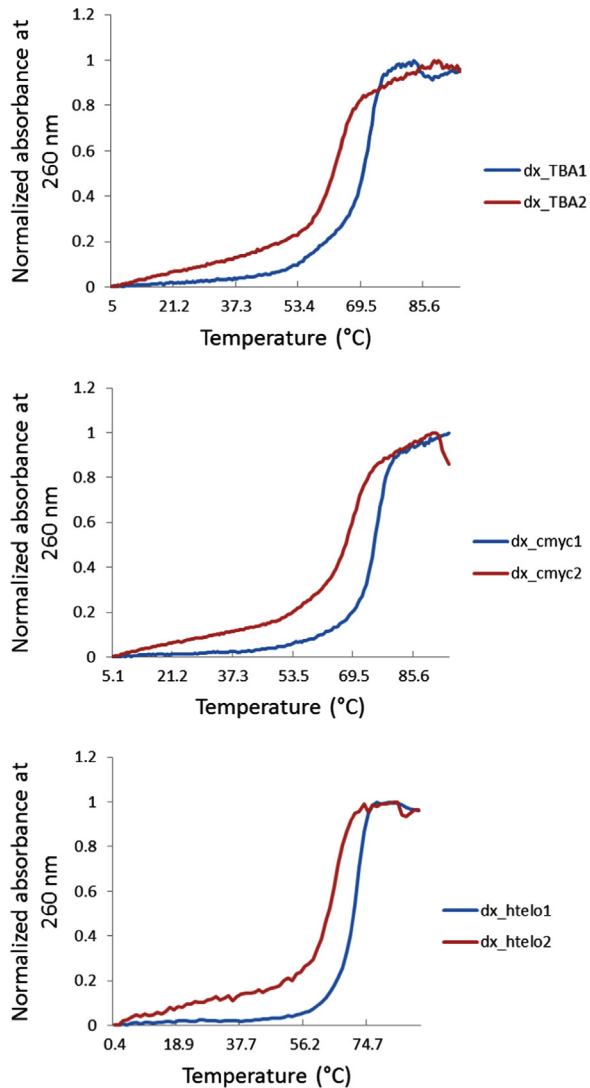 Normalized absorbance at
260 nm
1.2
1
0.8
0.6
0.4
0.2
0
5 21.2 37.3 53.4 69.5 85.6
Temperature (°C)
dx_TBA1
dx_TBA2
Normalized absorbance at
260 nm
1.2
1
0.8
0.6
0.4
0.2
0
5.1 21.2 37.3 53.5 69.5 85.6
Temperature (°C)
dx_cmyc1
dx_cmyc2
Normalized absorbance at
260 nm
1.2
1
0.8
0.6
0.4
0.2
0
0.4 18.9 37.7 56.2 74.7
Temperature (°C)
dx_htelo1
dx_htelo2